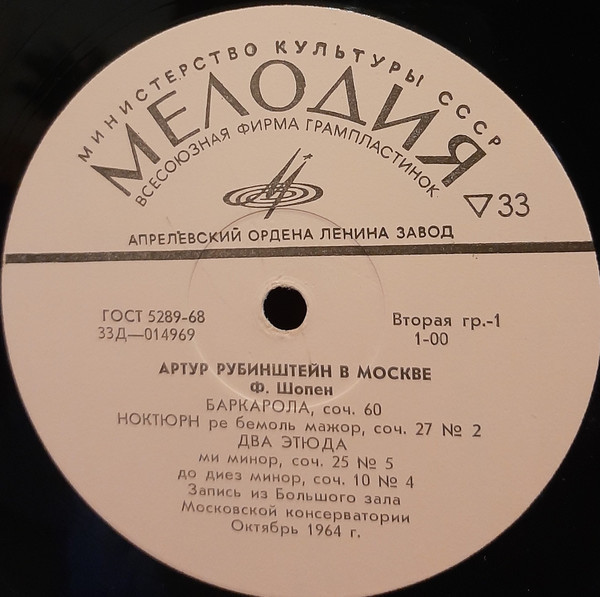 МИНИСТЕРСТВО КУЛЬТУРЫ СССР
МЕЛОДИЯ
ВСЕСОЮЗНАЯ ФИРМА ГРАМПЛАСТИНОК
33
АПРЕЛЕВСКИЙ ОРДЕНА ЛЕНИНА ЗАВОД
ГОСТ 5289-68
33Д—014969
Вторая гр.-1
1-00
АРТУР РУБИНШТЕЙН В МОСКВЕ
Ф. Шопен
БАРКАРОЛА, соч. 60
НОКТЮРН ре бемоль мажор, соч. 27 № 2
ДВА ЭТЮДА
ми минор, соч. 25 № 5
до диез минор, соч. 10 № 4
Запись из Большого зала
Московской консерватории
Октябрь 1964 г.